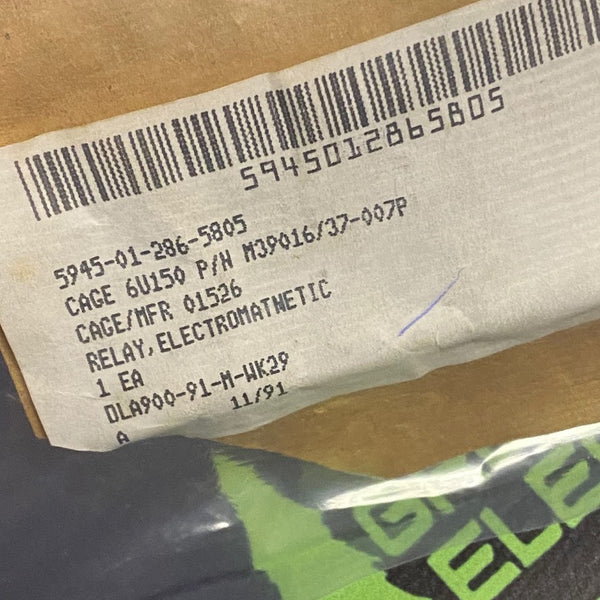 5945012865805
5945-01-286-5805
CAGE 6U150 P/N M39016/37-007P
CAGE/MFR 01526
RELAY,ELECTROMATNETIC
1 EA
DLA900-91-M-WK29
11/91
A